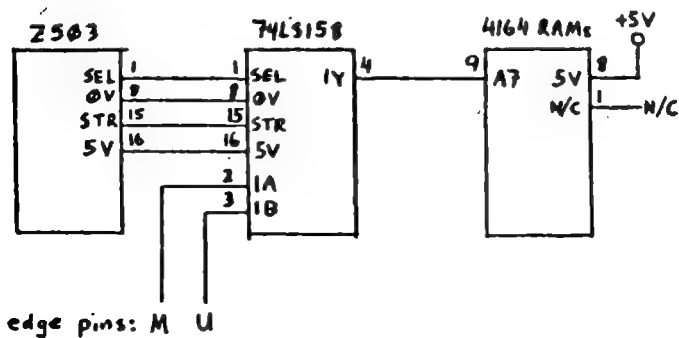 Z503 74LS158 4164 RAMs +5V
SEL 1 1 SEL 1Y 4 9 A7 5V 8
0V 8 8 0V N/C 1 N/C
STR 15 15 STR
5V 16 16 5V
2 1A
3 1B
edge pins: M U